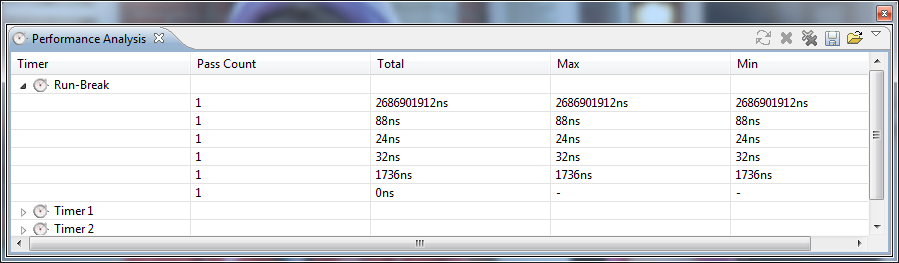 Performance Analysis
Timer Pass Count Total Max Min
Run-Break
1 2686901912ns 2686901912ns 2686901912ns
1 88ns 88ns 88ns
1 24ns 24ns 24ns
1 32ns 32ns 32ns
1 1736ns 1736ns 1736ns
1 0ns - -
Timer 1
Timer 2